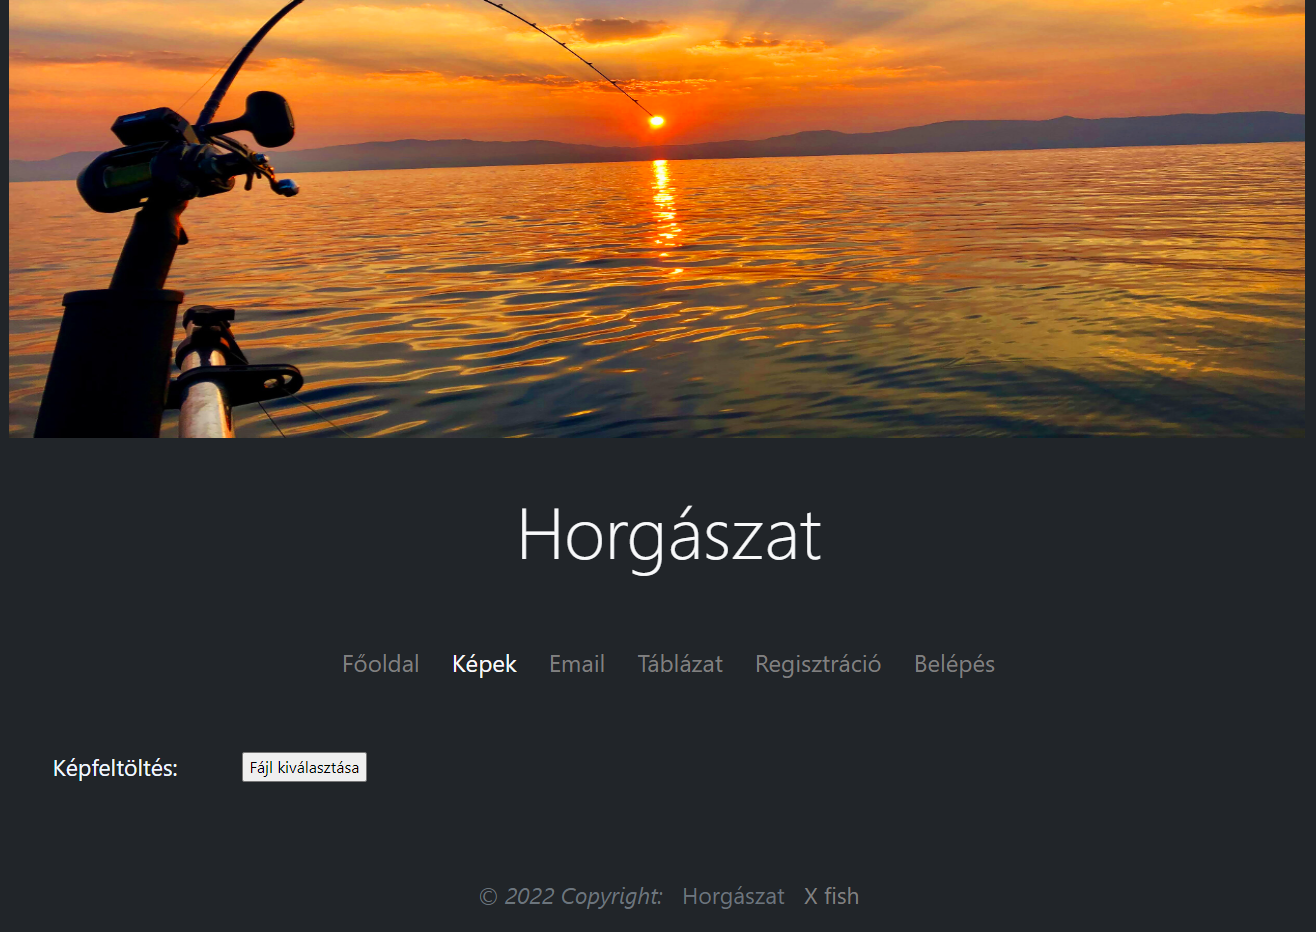 Horgászat
Főoldal Képek Email Táblázat Regisztráció Belépés
Képfeltöltés: Fájl kiválasztása
© 2022 Copyright: Horgászat X fish